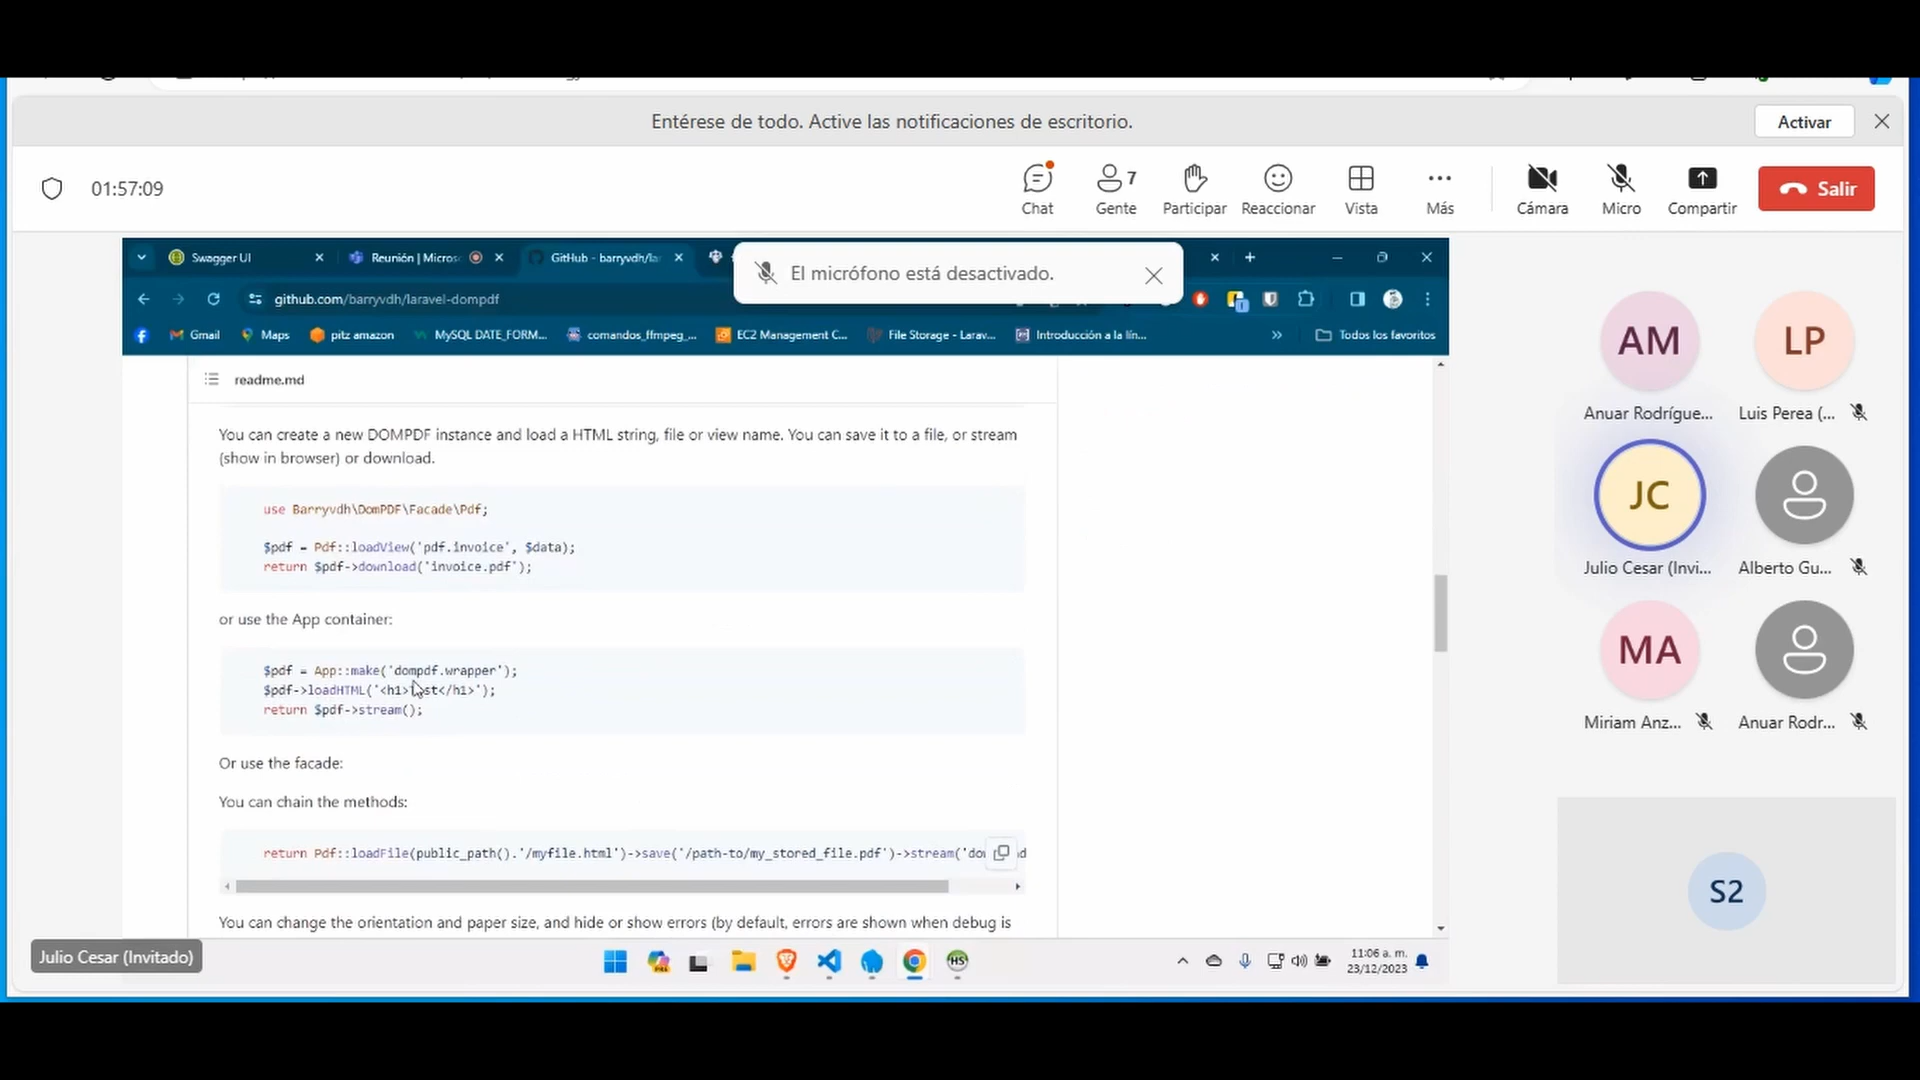 Entérese de todo. Active las notificaciones de escritorio.
Activar
01:57:09
Chat
7
Gente
Participar
Reaccionar
Vista
Más
Cámara
Micro
Compartir
Salir
Swagger UI
Reunión | Micros
GitHub - barryvdh/la
El micrófono está desactivado.
github.com/barryvdh/laravel-dompdf
Gmail
Maps
pitz amazon
MySQL DATE_FORM...
comandos_ffmpeg_...
EC2 Management C...
File Storage - Larav...
Introducción a la lín...
»
Todos los favoritos
readme.md
You can create a new DOMPDF instance and load a HTML string, file or view name. You can save it to a file, or stream
(show in browser) or download.
use Barryvdh\DomPDF\Facade\Pdf;
$pdf = Pdf::loadView('pdf.invoice', $data);
return $pdf->download('invoice.pdf');
or use the App container:
$pdf = App::make('dompdf.wrapper');
$pdf->loadHTML('<h1>Test</h1>');
return $pdf->stream();
Or use the facade:
You can chain the methods:
return Pdf::loadFile(public_path().'/myfile.html')->save('/path-to/my_stored_file.pdf')->stream('dow
You can change the orientation and paper size, and hide or show errors (by default, errors are shown when debug is
Julio Cesar (Invitado)
HS
11:06 a. m.
23/12/2023
AM
Anuar Rodrígue...
LP
Luis Perea (...
JC
Julio Cesar (Invi...
Alberto Gu...
MA
Miriam Anz...
Anuar Rodr...
S2